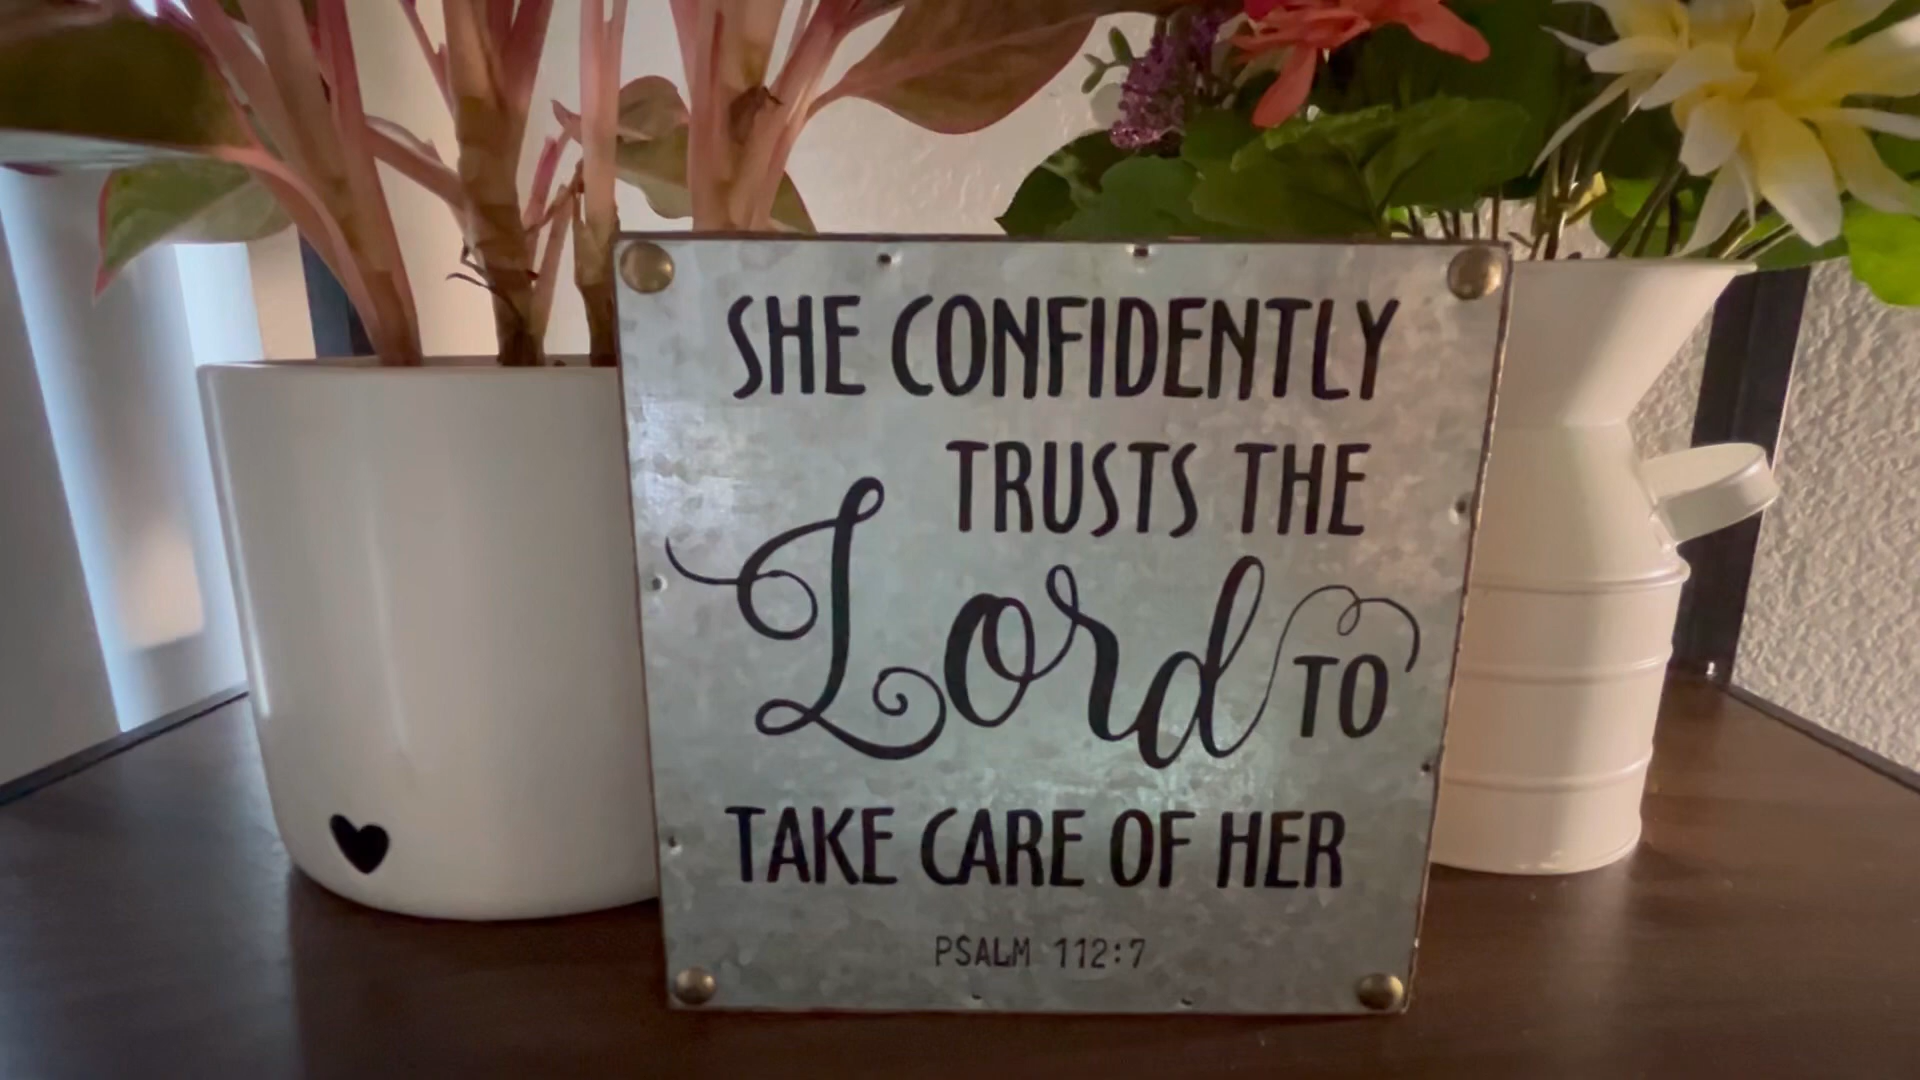 SHE CONFIDENTLY
TRUSTS THE
Lord TO
TAKE CARE OF HER
PSALM 112:7